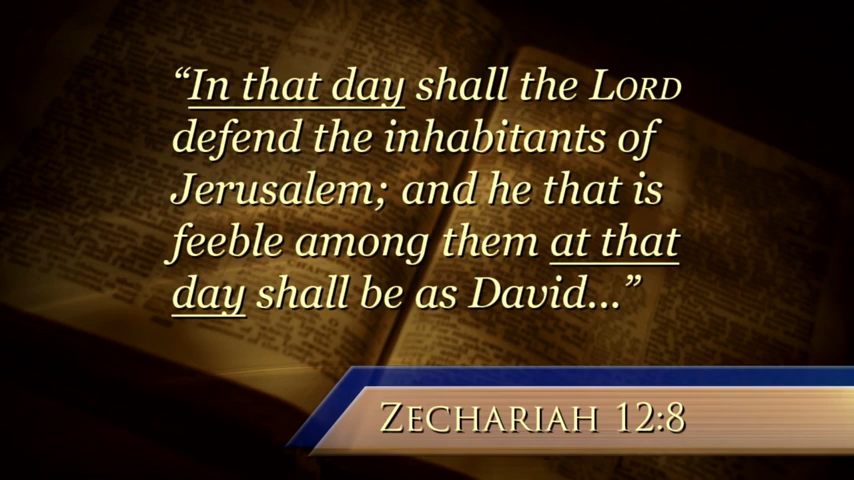 “In that day shall the LORD
defend the inhabitants of
Jerusalem; and he that is
feeble among them at that
day shall be as David...”
ZECHARIAH 12:8